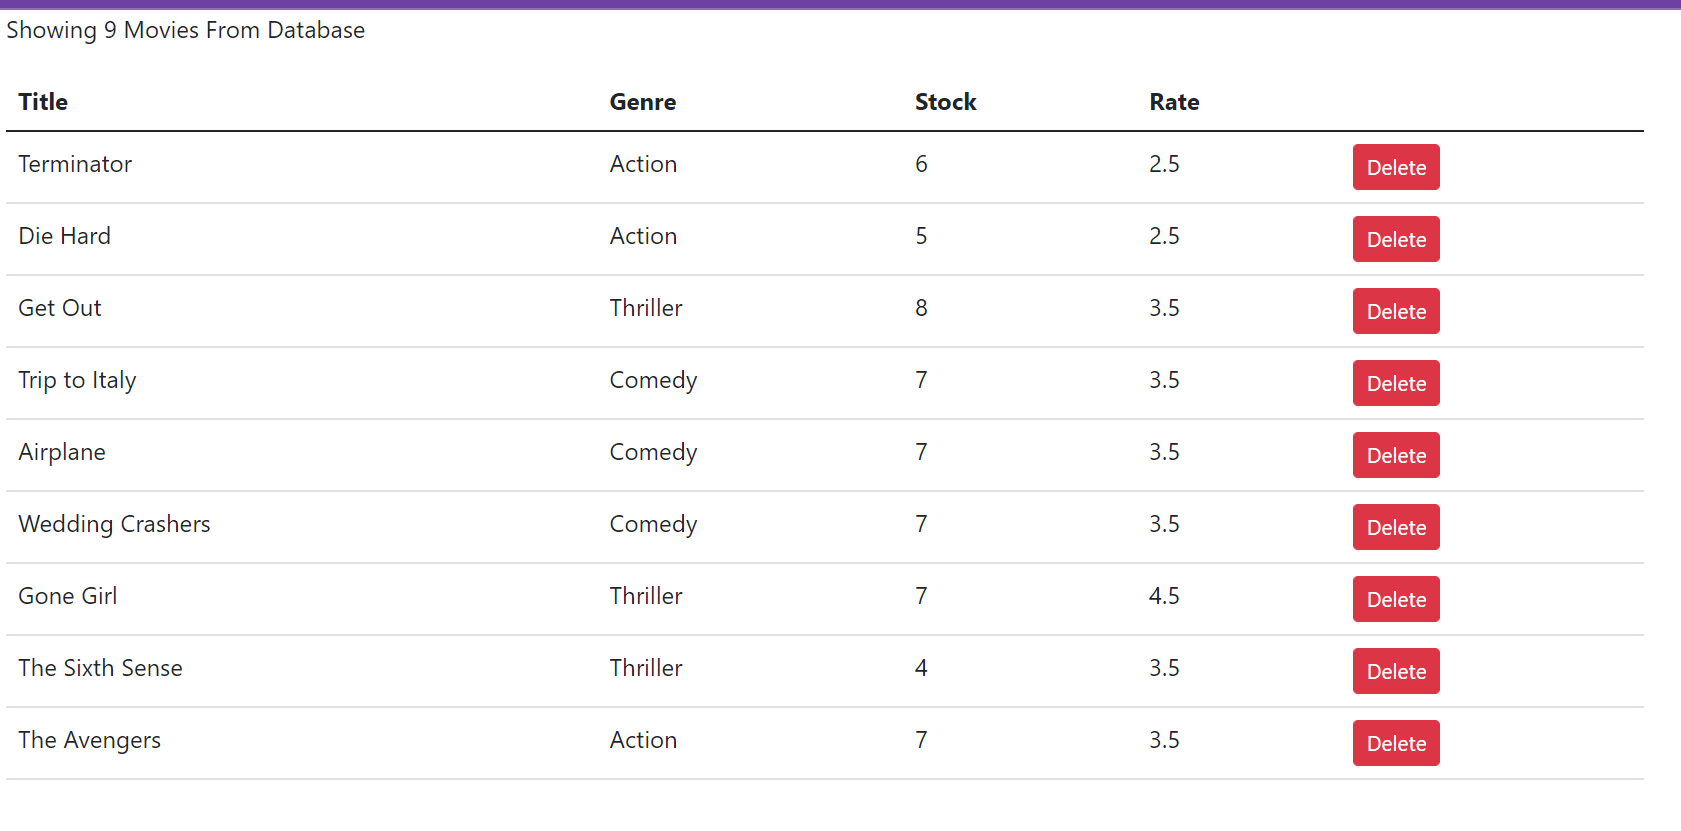 Showing 9 Movies From Database
Title Genre Stock Rate
Terminator Action 6 2.5 Delete
Die Hard Action 5 2.5 Delete
Get Out Thriller 8 3.5 Delete
Trip to Italy Comedy 7 3.5 Delete
Airplane Comedy 7 3.5 Delete
Wedding Crashers Comedy 7 3.5 Delete
Gone Girl Thriller 7 4.5 Delete
The Sixth Sense Thriller 4 3.5 Delete
The Avengers Action 7 3.5 Delete